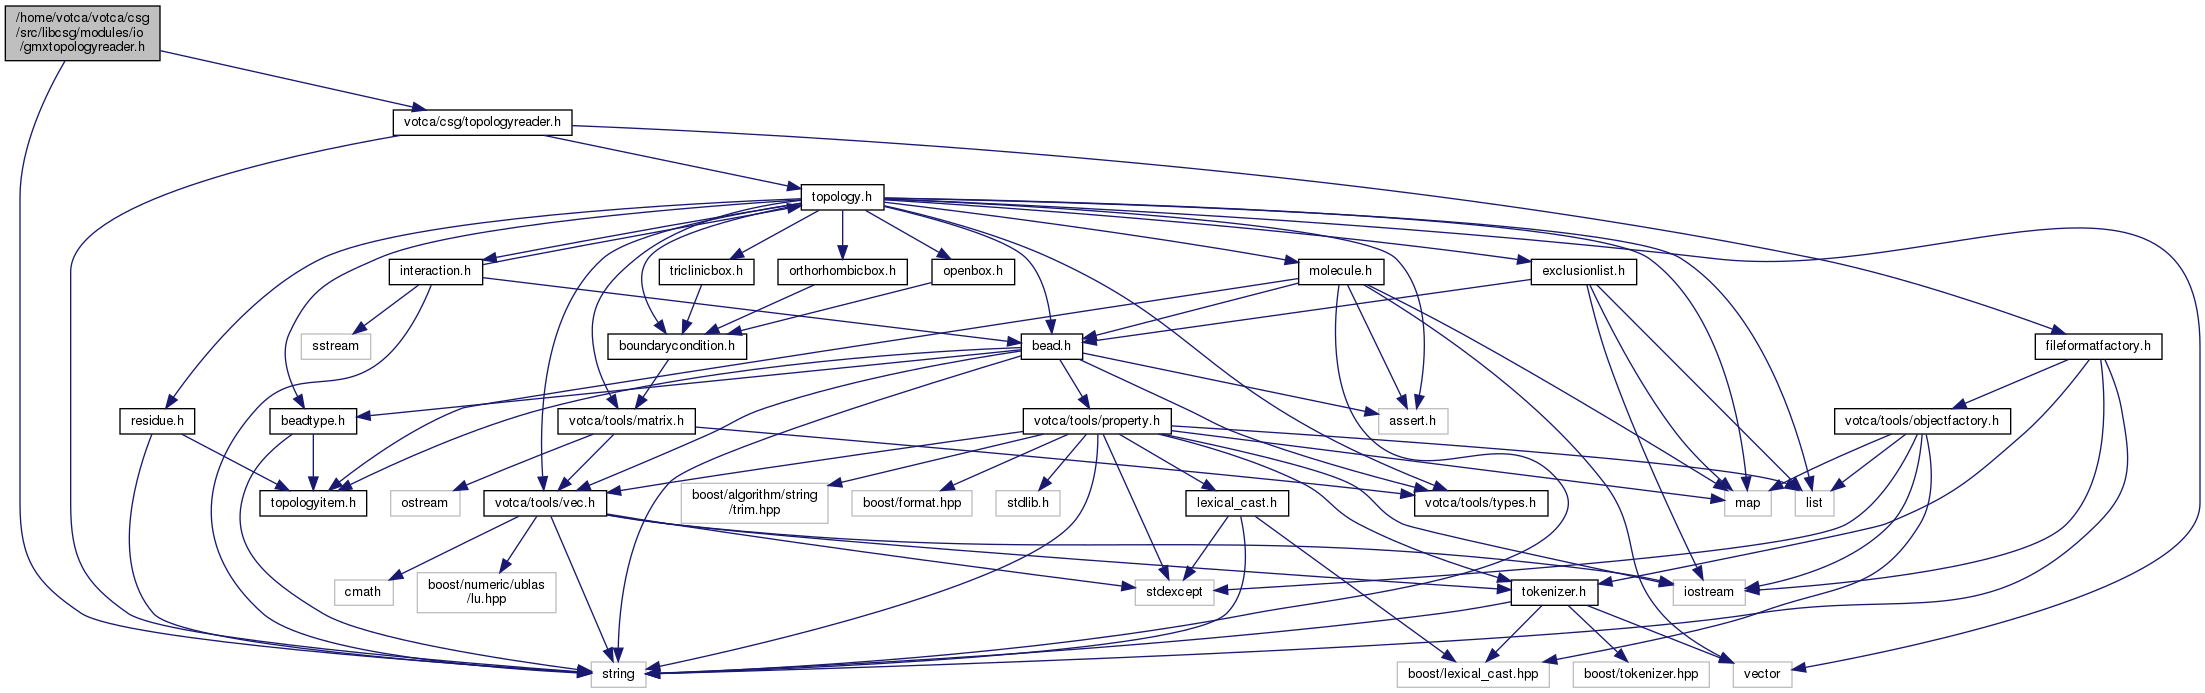 /home/votca/votca/csg
/src/libcsg/modules/io
/gmxtopologyreader.h
votca/csg/topologyreader.h
topology.h
interaction.h
triclinicbox.h
orthorhombicbox.h
openbox.h
molecule.h
exclusionlist.h
sstream
boundarycondition.h
bead.h
fileformatfactory.h
residue.h
beadtype.h
votca/tools/matrix.h
votca/tools/property.h
assert.h
votca/tools/objectfactory.h
topologyitem.h
ostream
votca/tools/vec.h
boost/algorithm/string
/trim.hpp
boost/format.hpp
stdlib.h
lexical_cast.h
votca/tools/types.h
map
list
cmath
boost/numeric/ublas
/lu.hpp
stdexcept
tokenizer.h
iostream
string
boost/lexical_cast.hpp
boost/tokenizer.hpp
vector